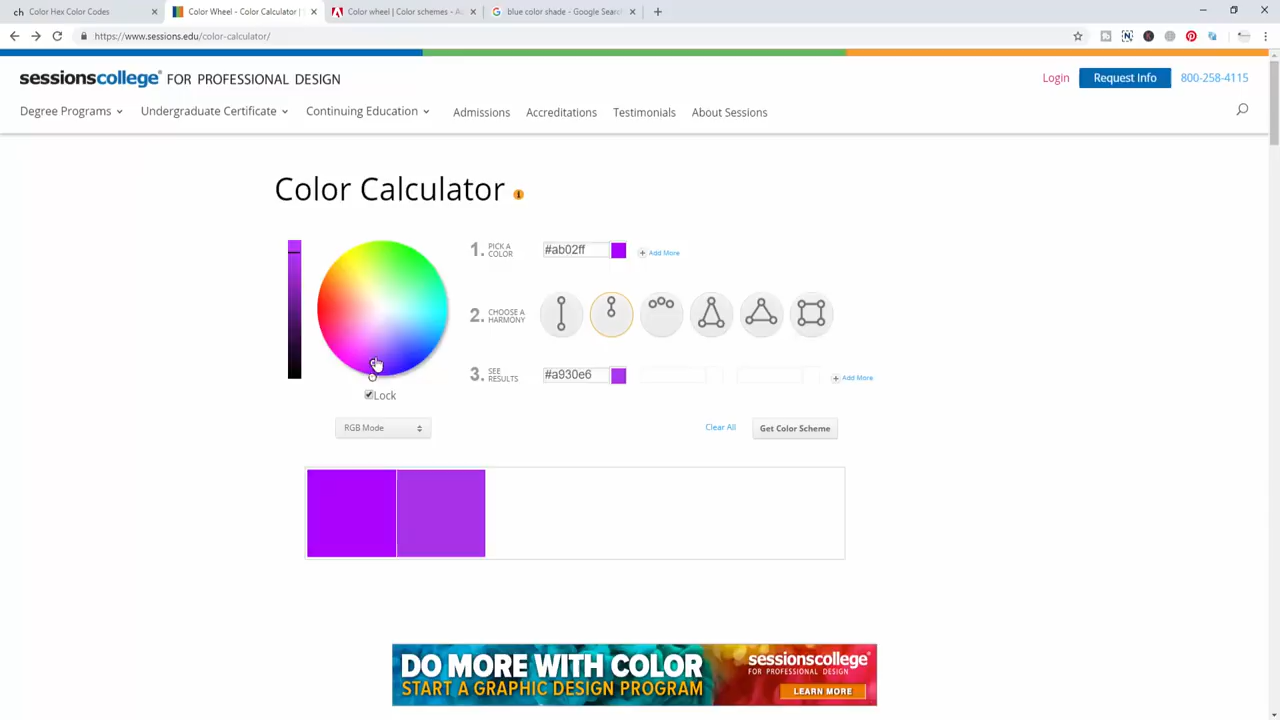 Color Hex Color Codes
Color Wheel - Color Calculator |
Color wheel | Color schemes - A
blue color shade - Google Sear
https://www.sessions.edu/color-calculator/
sessionscollege® FOR PROFESSIONAL DESIGN
Login
Request Info
800-258-4115
Degree Programs
Undergraduate Certificate
Continuing Education
Admissions
Accreditations
Testimonials
About Sessions
Color Calculator
1. PICK A COLOR
#ab02ff
+ Add More
2. CHOOSE A HARMONY
3. SEE RESULTS
#a930e6
+ Add More
Lock
RGB Mode
Clear All
Get Color Scheme
DO MORE WITH COLOR
START A GRAPHIC DESIGN PROGRAM
sessionscollege®
FOR PROFESSIONAL DESIGN
LEARN MORE